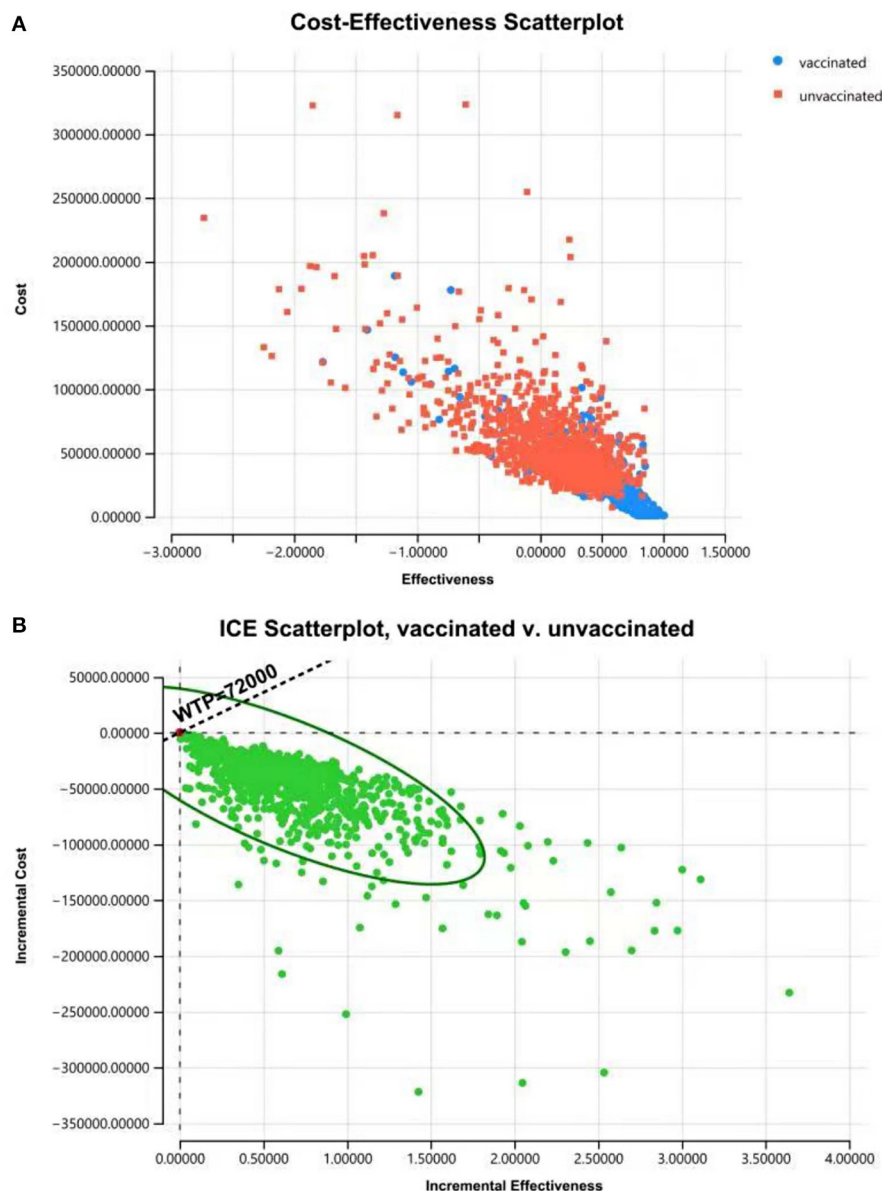 A
Cost-Effectiveness Scatterplot
vaccinated
unvaccinated
350000.00000
300000.00000
250000.00000
200000.00000
150000.00000
100000.00000
50000.00000
0.00000
Cost
−3.00000 −2.00000 −1.00000 0.00000 0.50000 1.00000 1.50000
Effectiveness
B
ICE Scatterplot, vaccinated v. unvaccinated
WTP=72000
50000.00000
0.00000
−50000.00000
−100000.00000
−150000.00000
−200000.00000
−250000.00000
−300000.00000
−350000.00000
Incremental Cost
0.00000 0.50000 1.00000 1.50000 2.00000 2.50000 3.00000 3.50000 4.00000
Incremental Effectiveness